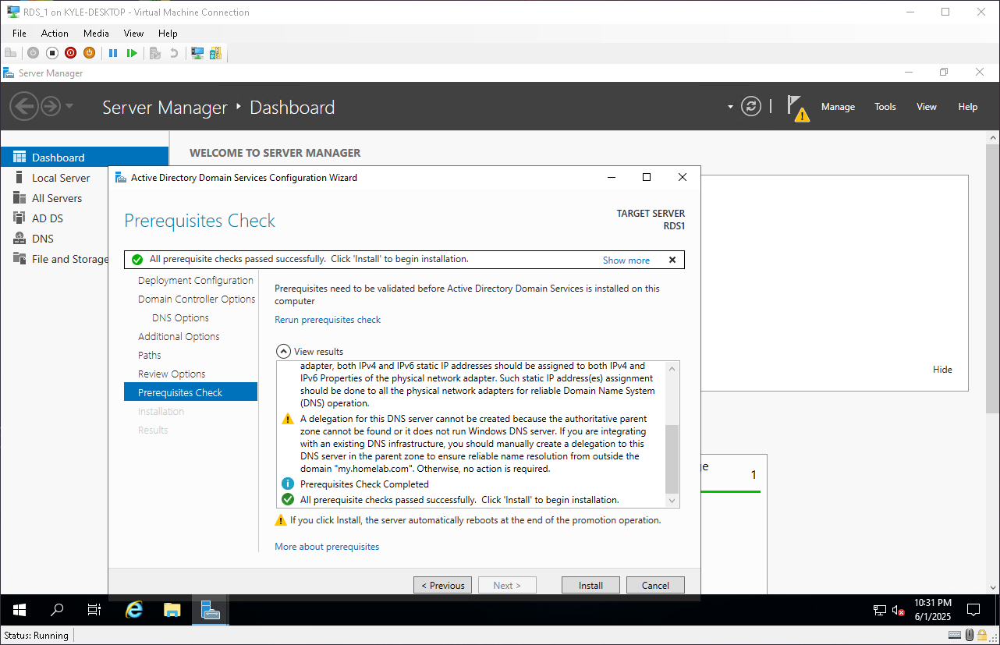 RDS_1 on KYLE-DESKTOP - Virtual Machine Connection
File Action Media View Help
Server Manager
Server Manager Dashboard
Manage Tools View Help
Dashboard
Local Server
All Servers
AD DS
DNS
File and Storage
WELCOME TO SERVER MANAGER
Active Directory Domain Services Configuration Wizard
Prerequisites Check
TARGET SERVER
RDS1
All prerequisite checks passed successfully. Click 'Install' to begin installation.
Show more
Deployment Configuration
Domain Controller Options
DNS Options
Additional Options
Paths
Review Options
Prerequisites Check
Installation
Results
Prerequisites need to be validated before Active Directory Domain Services is installed on this
computer
Rerun prerequisites check
View results
adapter, both IPv4 and IPv6 static IP addresses should be assigned to both IPv4 and
IPv6 Properties of the physical network adapter. Such static IP address(es) assignment
should be done to all the physical network adapters for reliable Domain Name System
(DNS) operation.
A delegation for this DNS server cannot be created because the authoritative parent
zone cannot be found or it does not run Windows DNS server. If you are integrating
with an existing DNS infrastructure, you should manually create a delegation to this
DNS server in the parent zone to ensure reliable name resolution from outside the
domain "my.homelab.com". Otherwise, no action is required.
Prerequisites Check Completed
All prerequisite checks passed successfully. Click 'Install' to begin installation.
If you click Install, the server automatically reboots at the end of the promotion operation.
More about prerequisites
< Previous Next > Install Cancel
Hide
ge
1
10:31 PM
6/1/2025
Status: Running